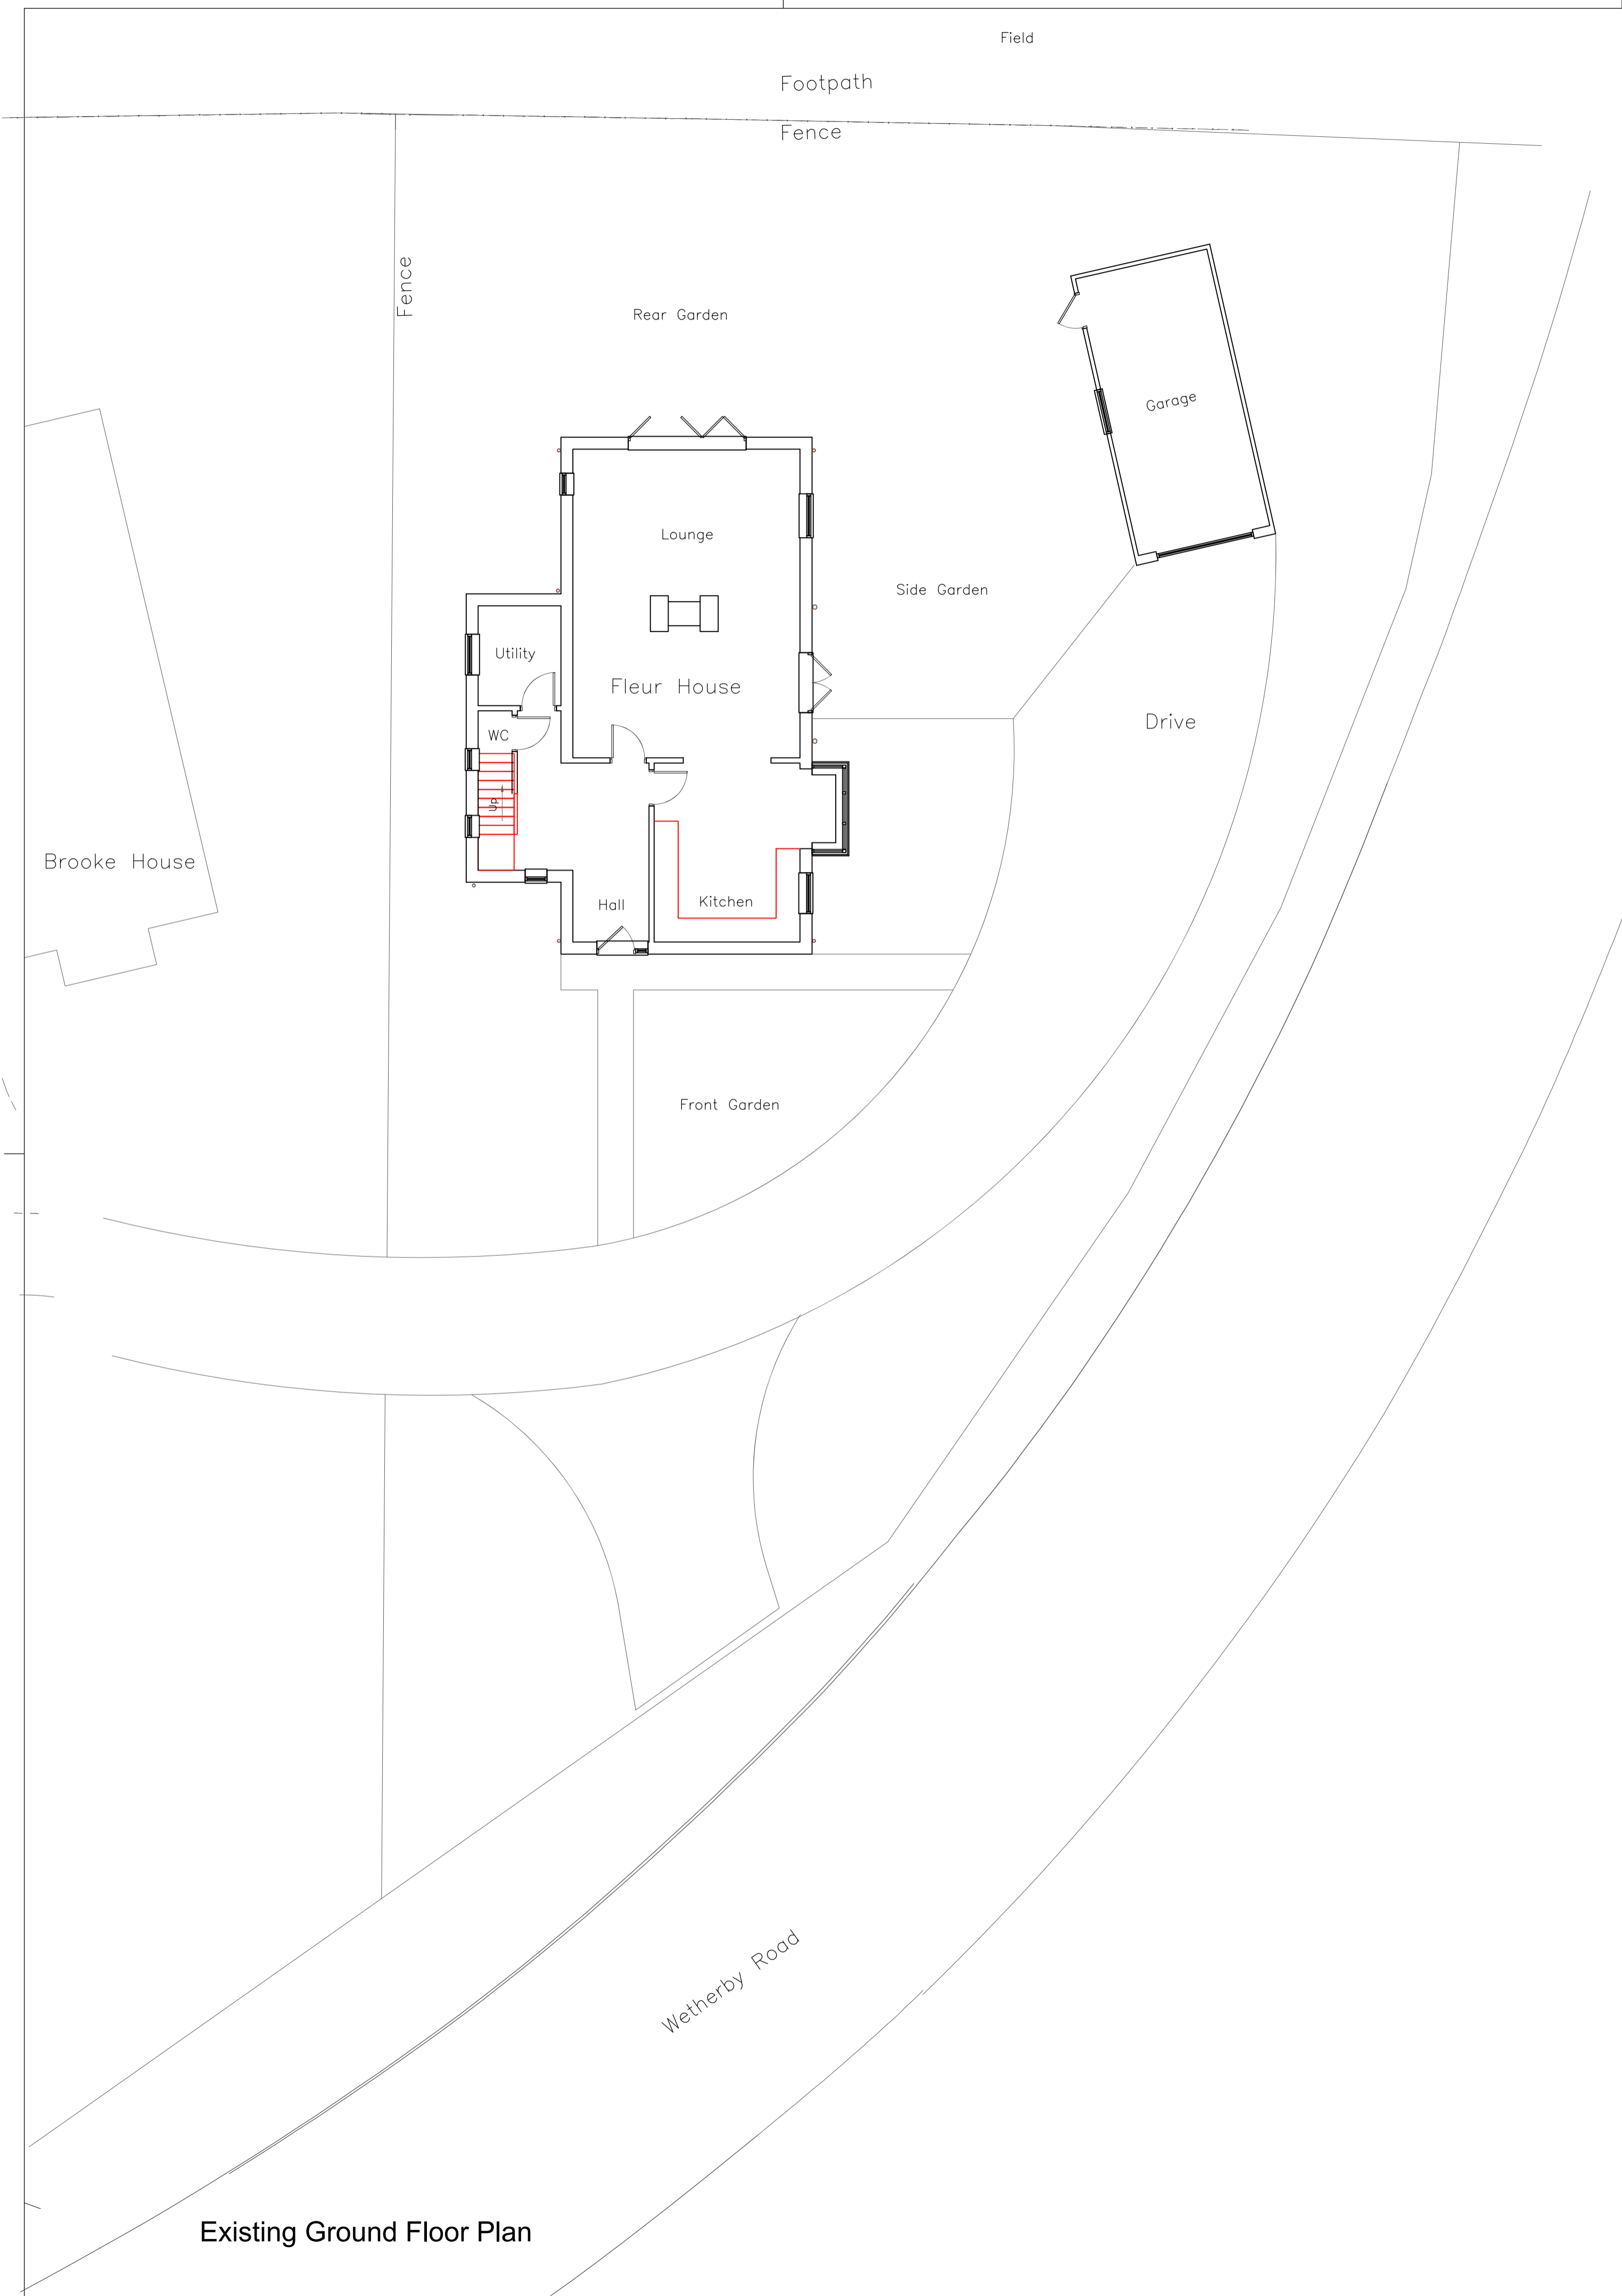 Field
Footpath
Fence
Fence
Rear Garden
Garage
Lounge
Side Garden
Utility
Fleur House
Drive
WC
Up
Brooke House
Hall
Kitchen
Front Garden
Wetherby Road
Existing Ground Floor Plan